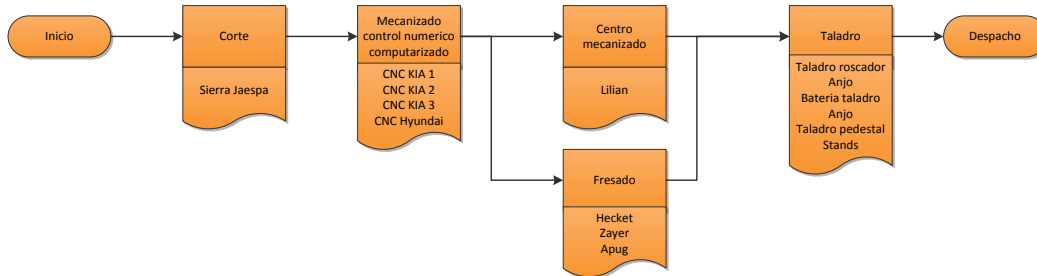 Inicio
Corte
Sierra Jaespa
Mecanizado
control numerico
computarizado
CNC KIA 1
CNC KIA 2
CNC KIA 3
CNC Hyundai
Centro
mecanizado
Lilian
Fresado
Hecket
Zayer
Apug
Taladro
Taladro roscador
Anjo
Bateria taladro
Anjo
Taladro pedestal
Stands
Despacho